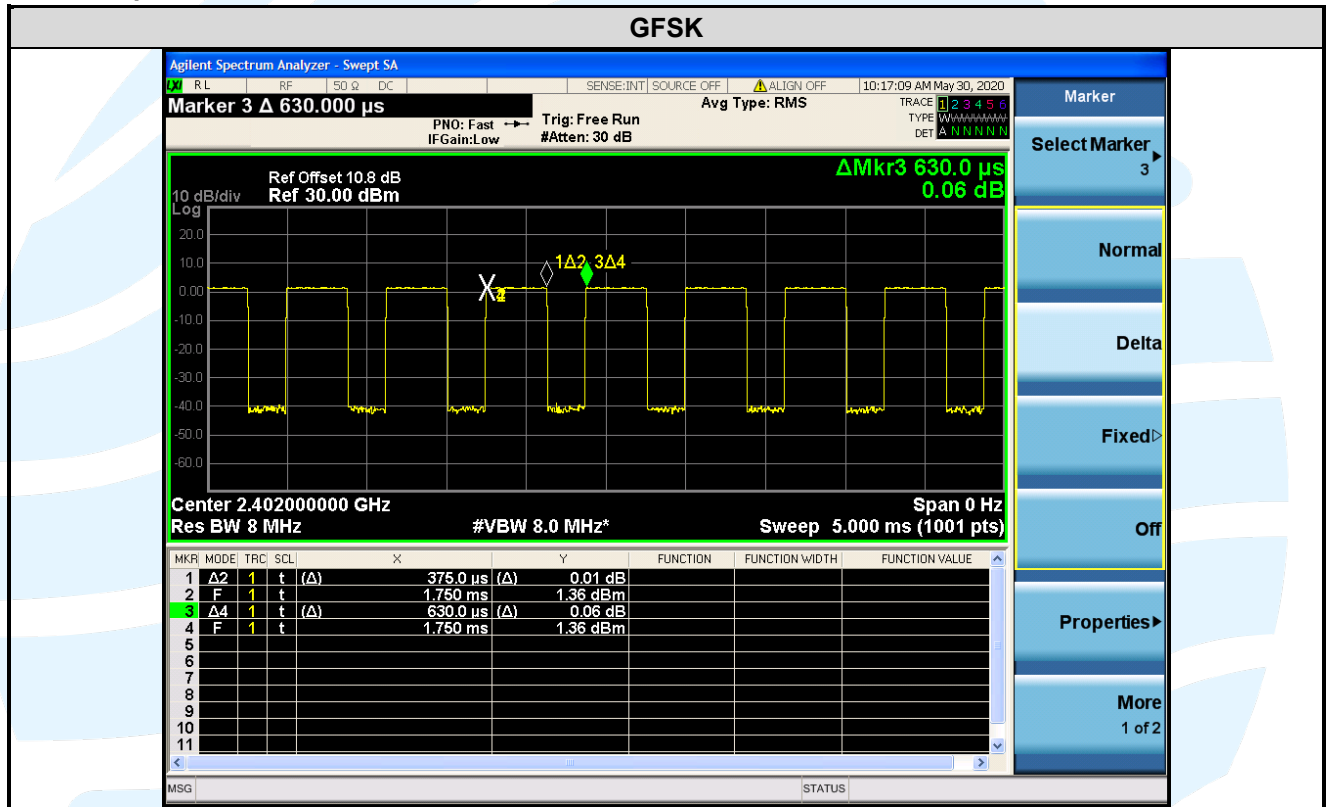 GFSK
Agilent Spectrum Analyzer - Swept SA
LXI RL RF 50 Ω DC SENSE:INT SOURCE OFF ALIGN OFF 10:17:09 AM May 30, 2020
Marker 3 Δ 630.000 µs
PNO: Fast
IFGain:Low
Trig: Free Run
#Atten: 30 dB
Avg Type: RMS
TRACE 1 2 3 4 5 6
TYPE WWWWWW
DET A N N N N N
ΔMkr3 630.0 µs
0.06 dB
Ref Offset 10.8 dB
10 dB/div Ref 30.00 dBm
Log
20.0
10.0
0.00
-10.0
-20.0
-30.0
-40.0
-50.0
-60.0
1Δ2 3Δ4
Center 2.402000000 GHz Span 0 Hz
Res BW 8 MHz #VBW 8.0 MHz* Sweep 5.000 ms (1001 pts)
MKR MODE TRC SCL X Y FUNCTION FUNCTION WIDTH FUNCTION VALUE
1 Δ2 1 t (Δ) 375.0 µs (Δ) 0.01 dB
2 F 1 t 1.750 ms 1.36 dBm
3 Δ4 1 t (Δ) 630.0 µs (Δ) 0.06 dB
4 F 1 t 1.750 ms 1.36 dBm
5
6
7
8
9
10
11
MSG STATUS
Marker
Select Marker
3
Normal
Delta
Fixed
Off
Properties
More
1 of 2